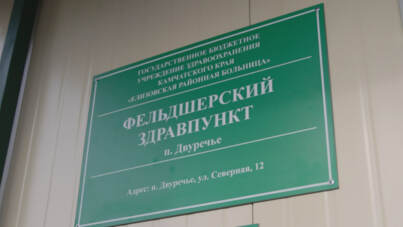 ГОСУДАРСТВЕННОЕ БЮДЖЕТНОЕ
УЧРЕЖДЕНИЕ ЗДРАВООХРАНЕНИЯ
КАМЧАТСКОГО КРАЯ
«ЕЛИЗОВСКАЯ РАЙОННАЯ БОЛЬНИЦА»
ФЕЛЬДШЕРСКИЙ
ЗДРАВПУНКТ
п. Двуречье
Адрес: п. Двуречье, ул. Северная, 12